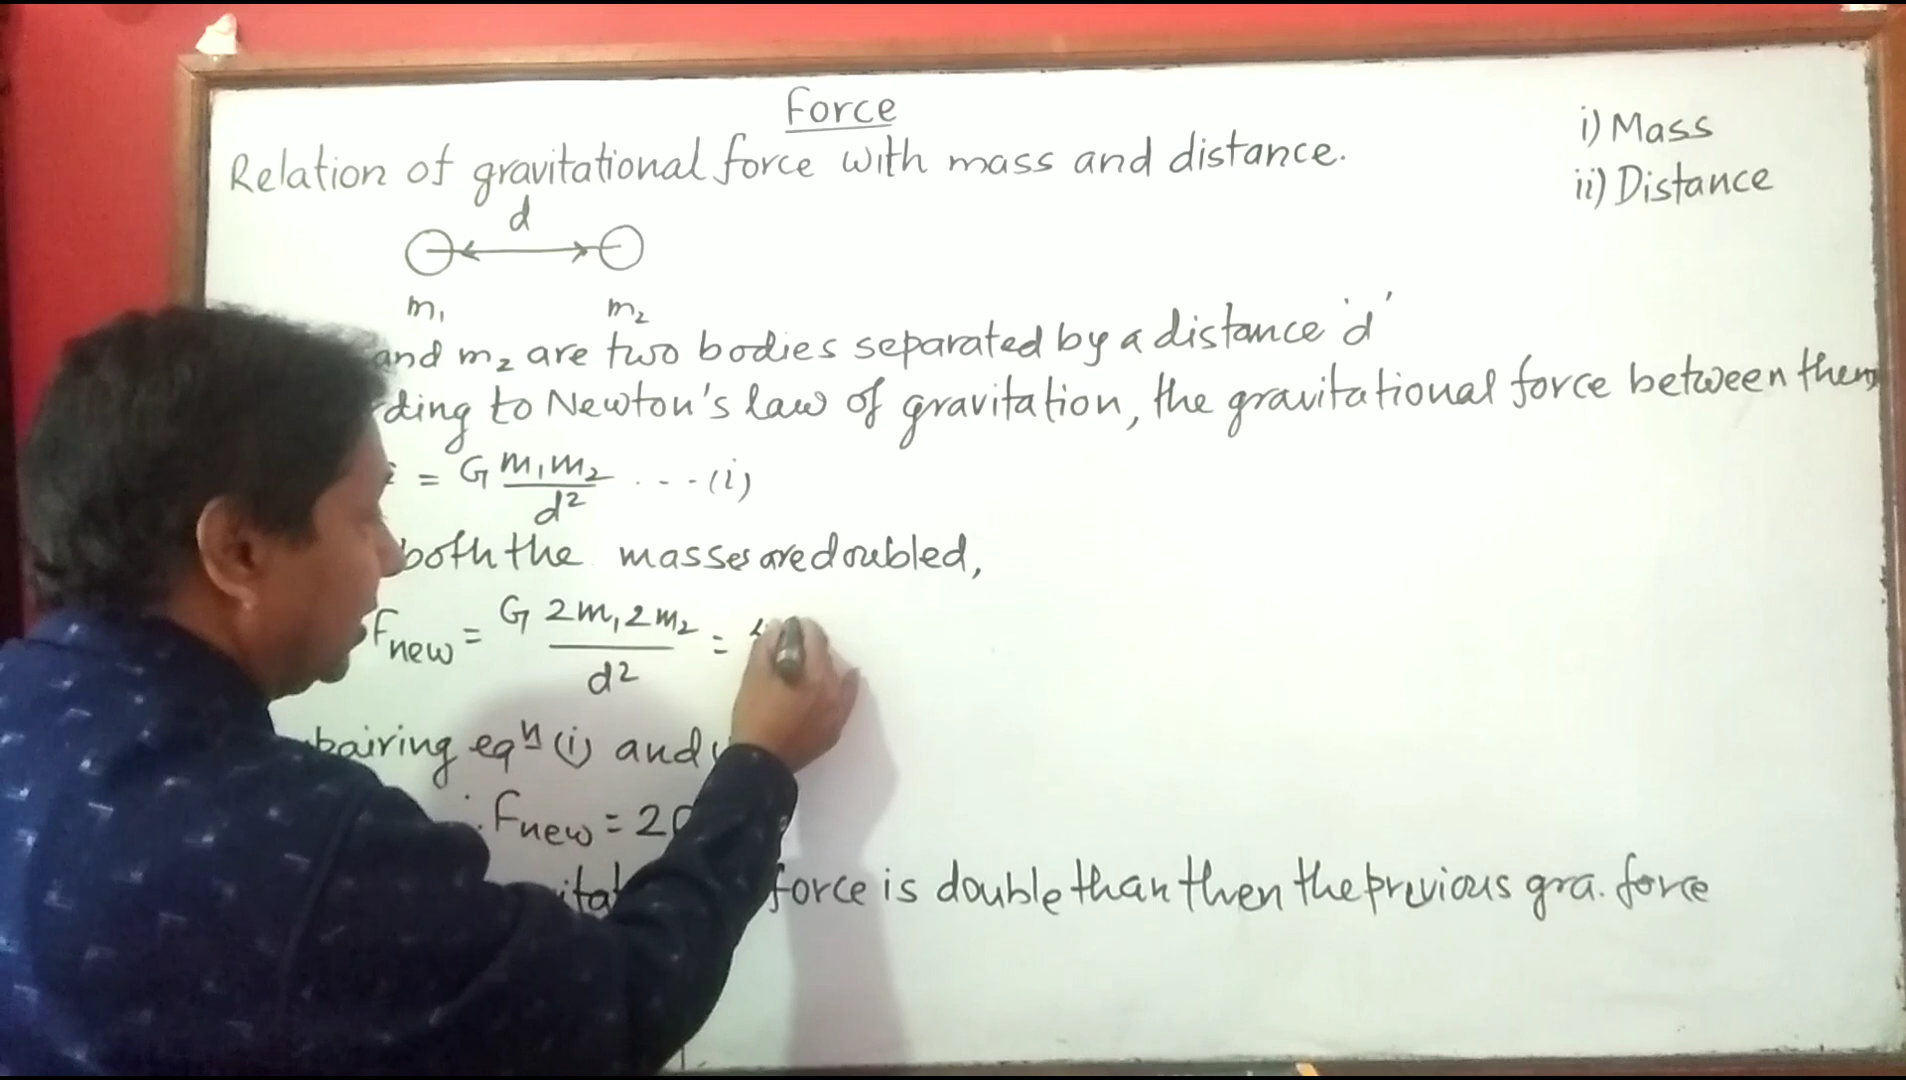 Force
i) Mass
ii) Distance
Relation of gravitational force with mass and distance.
d
m₁ m₂
and m₂ are two bodies separated by a distance 'd'
ding to Newton's law of gravitation, the gravitational force between them
= G m₁m₂ / d² ... (i)
both the masses are doubled,
Fnew = G 2m₁ 2m₂ / d² =
pairing eqⁿ (i) and
Fnew = 2
force is double than then the previous gra. force